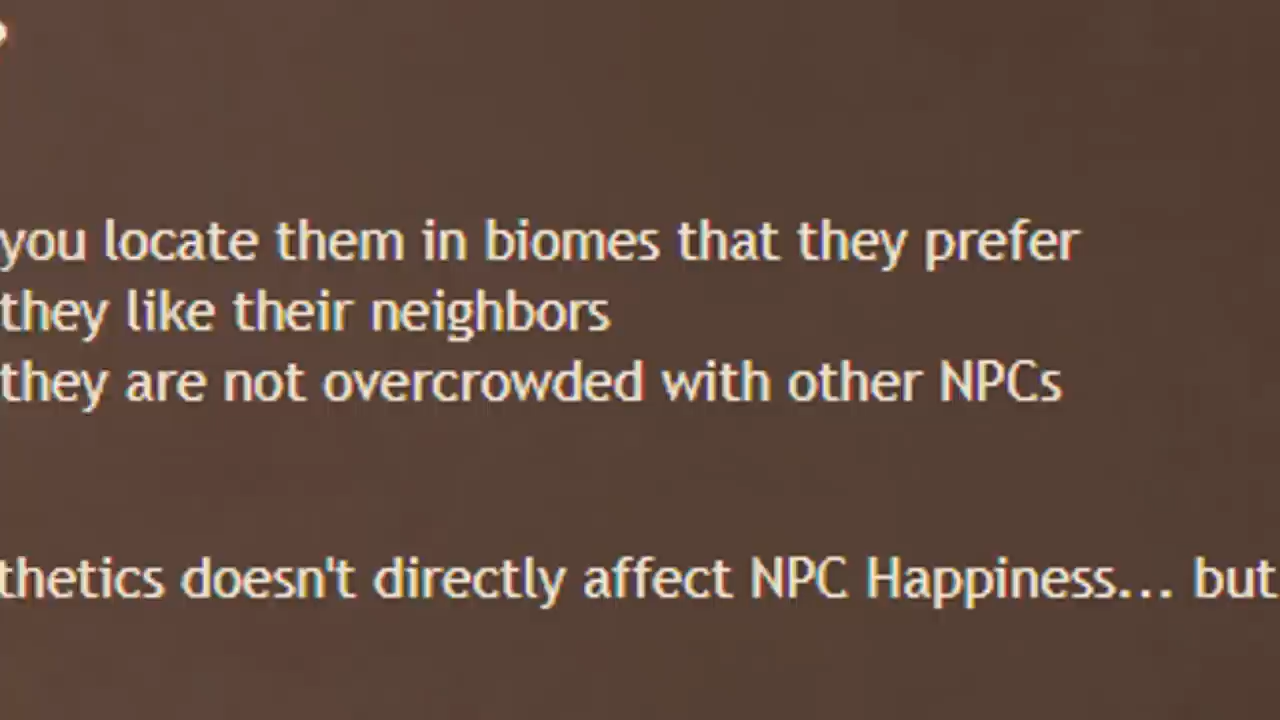 you locate them in biomes that they prefer
they like their neighbors
they are not overcrowded with other NPCs
thetics doesn't directly affect NPC Happiness... but